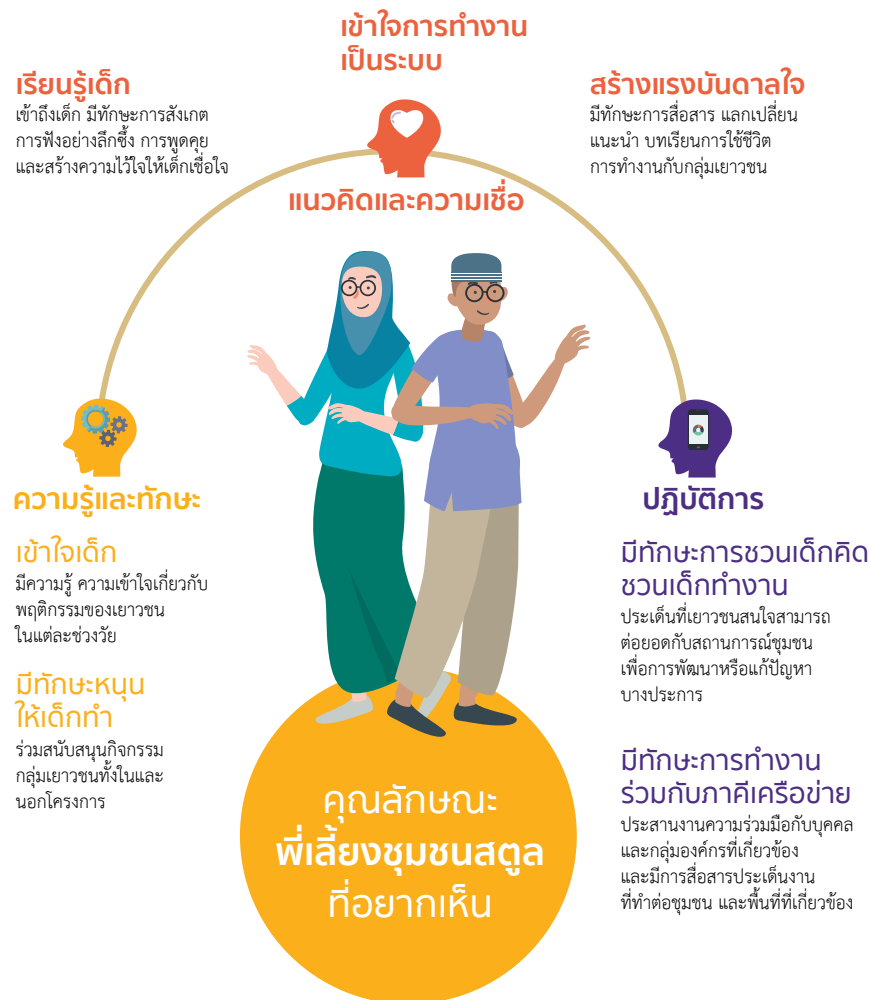 เข้าใจการทำงาน
เป็นระบบ
เรียนรู้เด็ก
เข้าถึงเด็ก มีทักษะการสังเกต
การฟังอย่างลึกซึ้ง การพูดคุย
และสร้างความไว้ใจให้เด็กเชื่อใจ
สร้างแรงบันดาลใจ
มีทักษะการสื่อสาร แลกเปลี่ยน
แนะนำ บทเรียนการใช้ชีวิต
การทำงานกับกลุ่มเยาวชน
แนวคิดและความเชื่อ
ความรู้และทักษะ
เข้าใจเด็ก
มีความรู้ ความเข้าใจเกี่ยวกับ
พฤติกรรมของเยาวชน
ในแต่ละช่วงวัย
มีทักษะหนุน
ให้เด็กทำ
ร่วมสนับสนุนกิจกรรม
กลุ่มเยาวชนทั้งในและ
นอกโครงการ
ปฏิบัติการ
มีทักษะการชวนเด็กคิด
ชวนเด็กทำงาน
ประเด็นที่เยาวชนสนใจสามารถ
ต่อยอดกับสถานการณ์ชุมชน
เพื่อการพัฒนาหรือแก้ปัญหา
บางประการ
มีทักษะการทำงาน
ร่วมกับภาคีเครือข่าย
ประสานงานความร่วมมือกับบุคคล
และกลุ่มองค์กรที่เกี่ยวข้อง
และมีการสื่อสารประเด็นงาน
ที่ทำต่อชุมชน และพื้นที่ที่เกี่ยวข้อง
คุณลักษณะ
พี่เลี้ยงชุมชนสตูล
ที่อยากเห็น